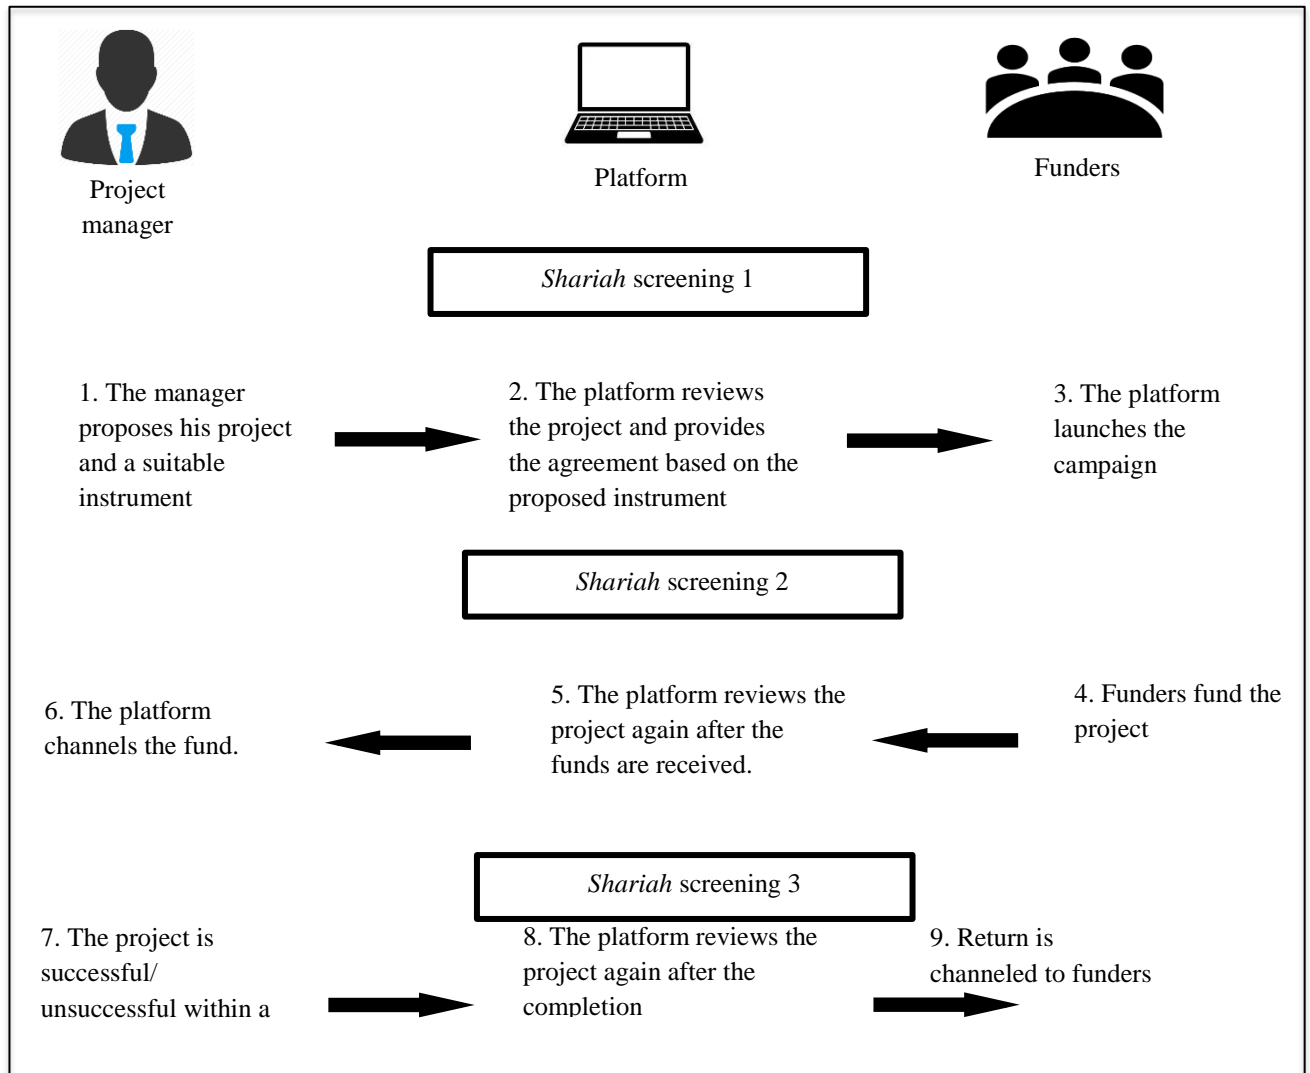 Project
manager
Platform
Funders
Shariah screening 1
1. The manager
proposes his project
and a suitable
instrument
2. The platform reviews
the project and provides
the agreement based on the
proposed instrument
3. The platform
launches the
campaign
Shariah screening 2
6. The platform
channels the fund.
5. The platform reviews the
project again after the
funds are received.
4. Funders fund the
project
Shariah screening 3
7. The project is
successful/
unsuccessful within a
8. The platform reviews the
project again after the
completion
9. Return is
channeled to funders